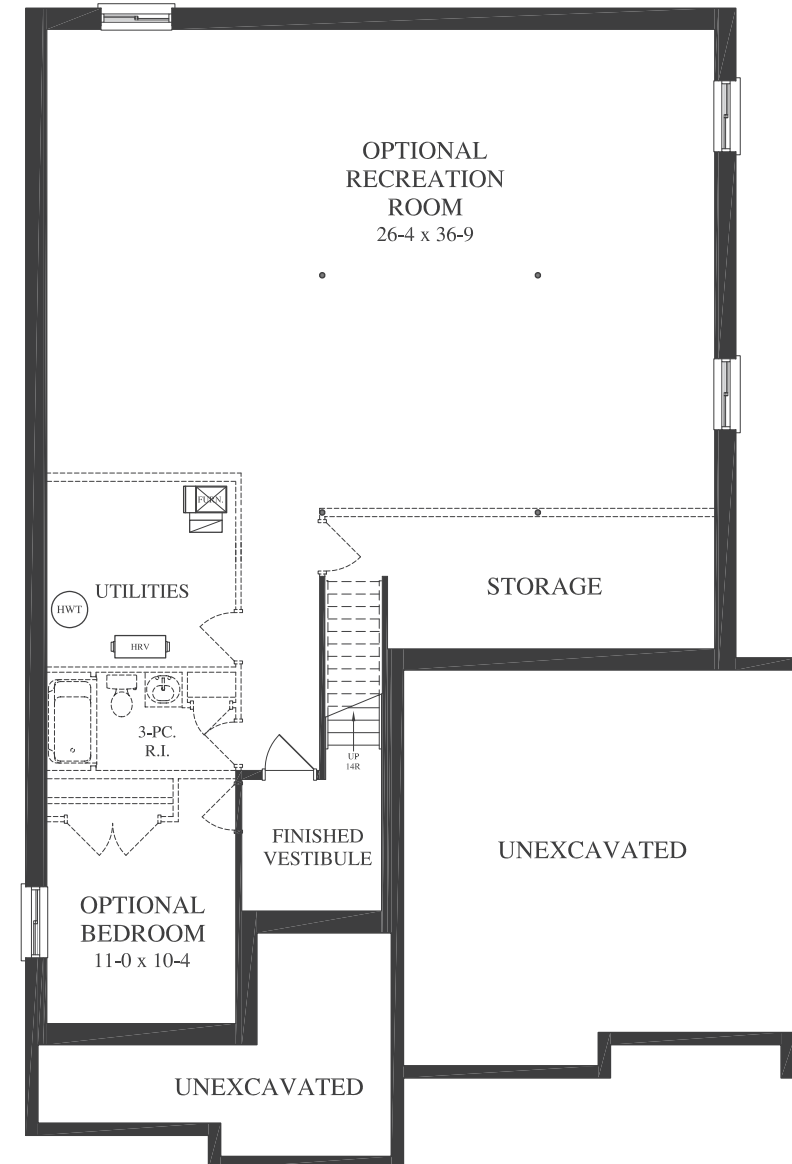 OPTIONAL
RECREATION
ROOM
26-4 x 36-9
FURN.
UTILITIES
HWT
HRV
STORAGE
3-PC.
R.I.
UP
14R
FINISHED
VESTIBULE
UNEXCAVATED
OPTIONAL
BEDROOM
11-0 x 10-4
UNEXCAVATED